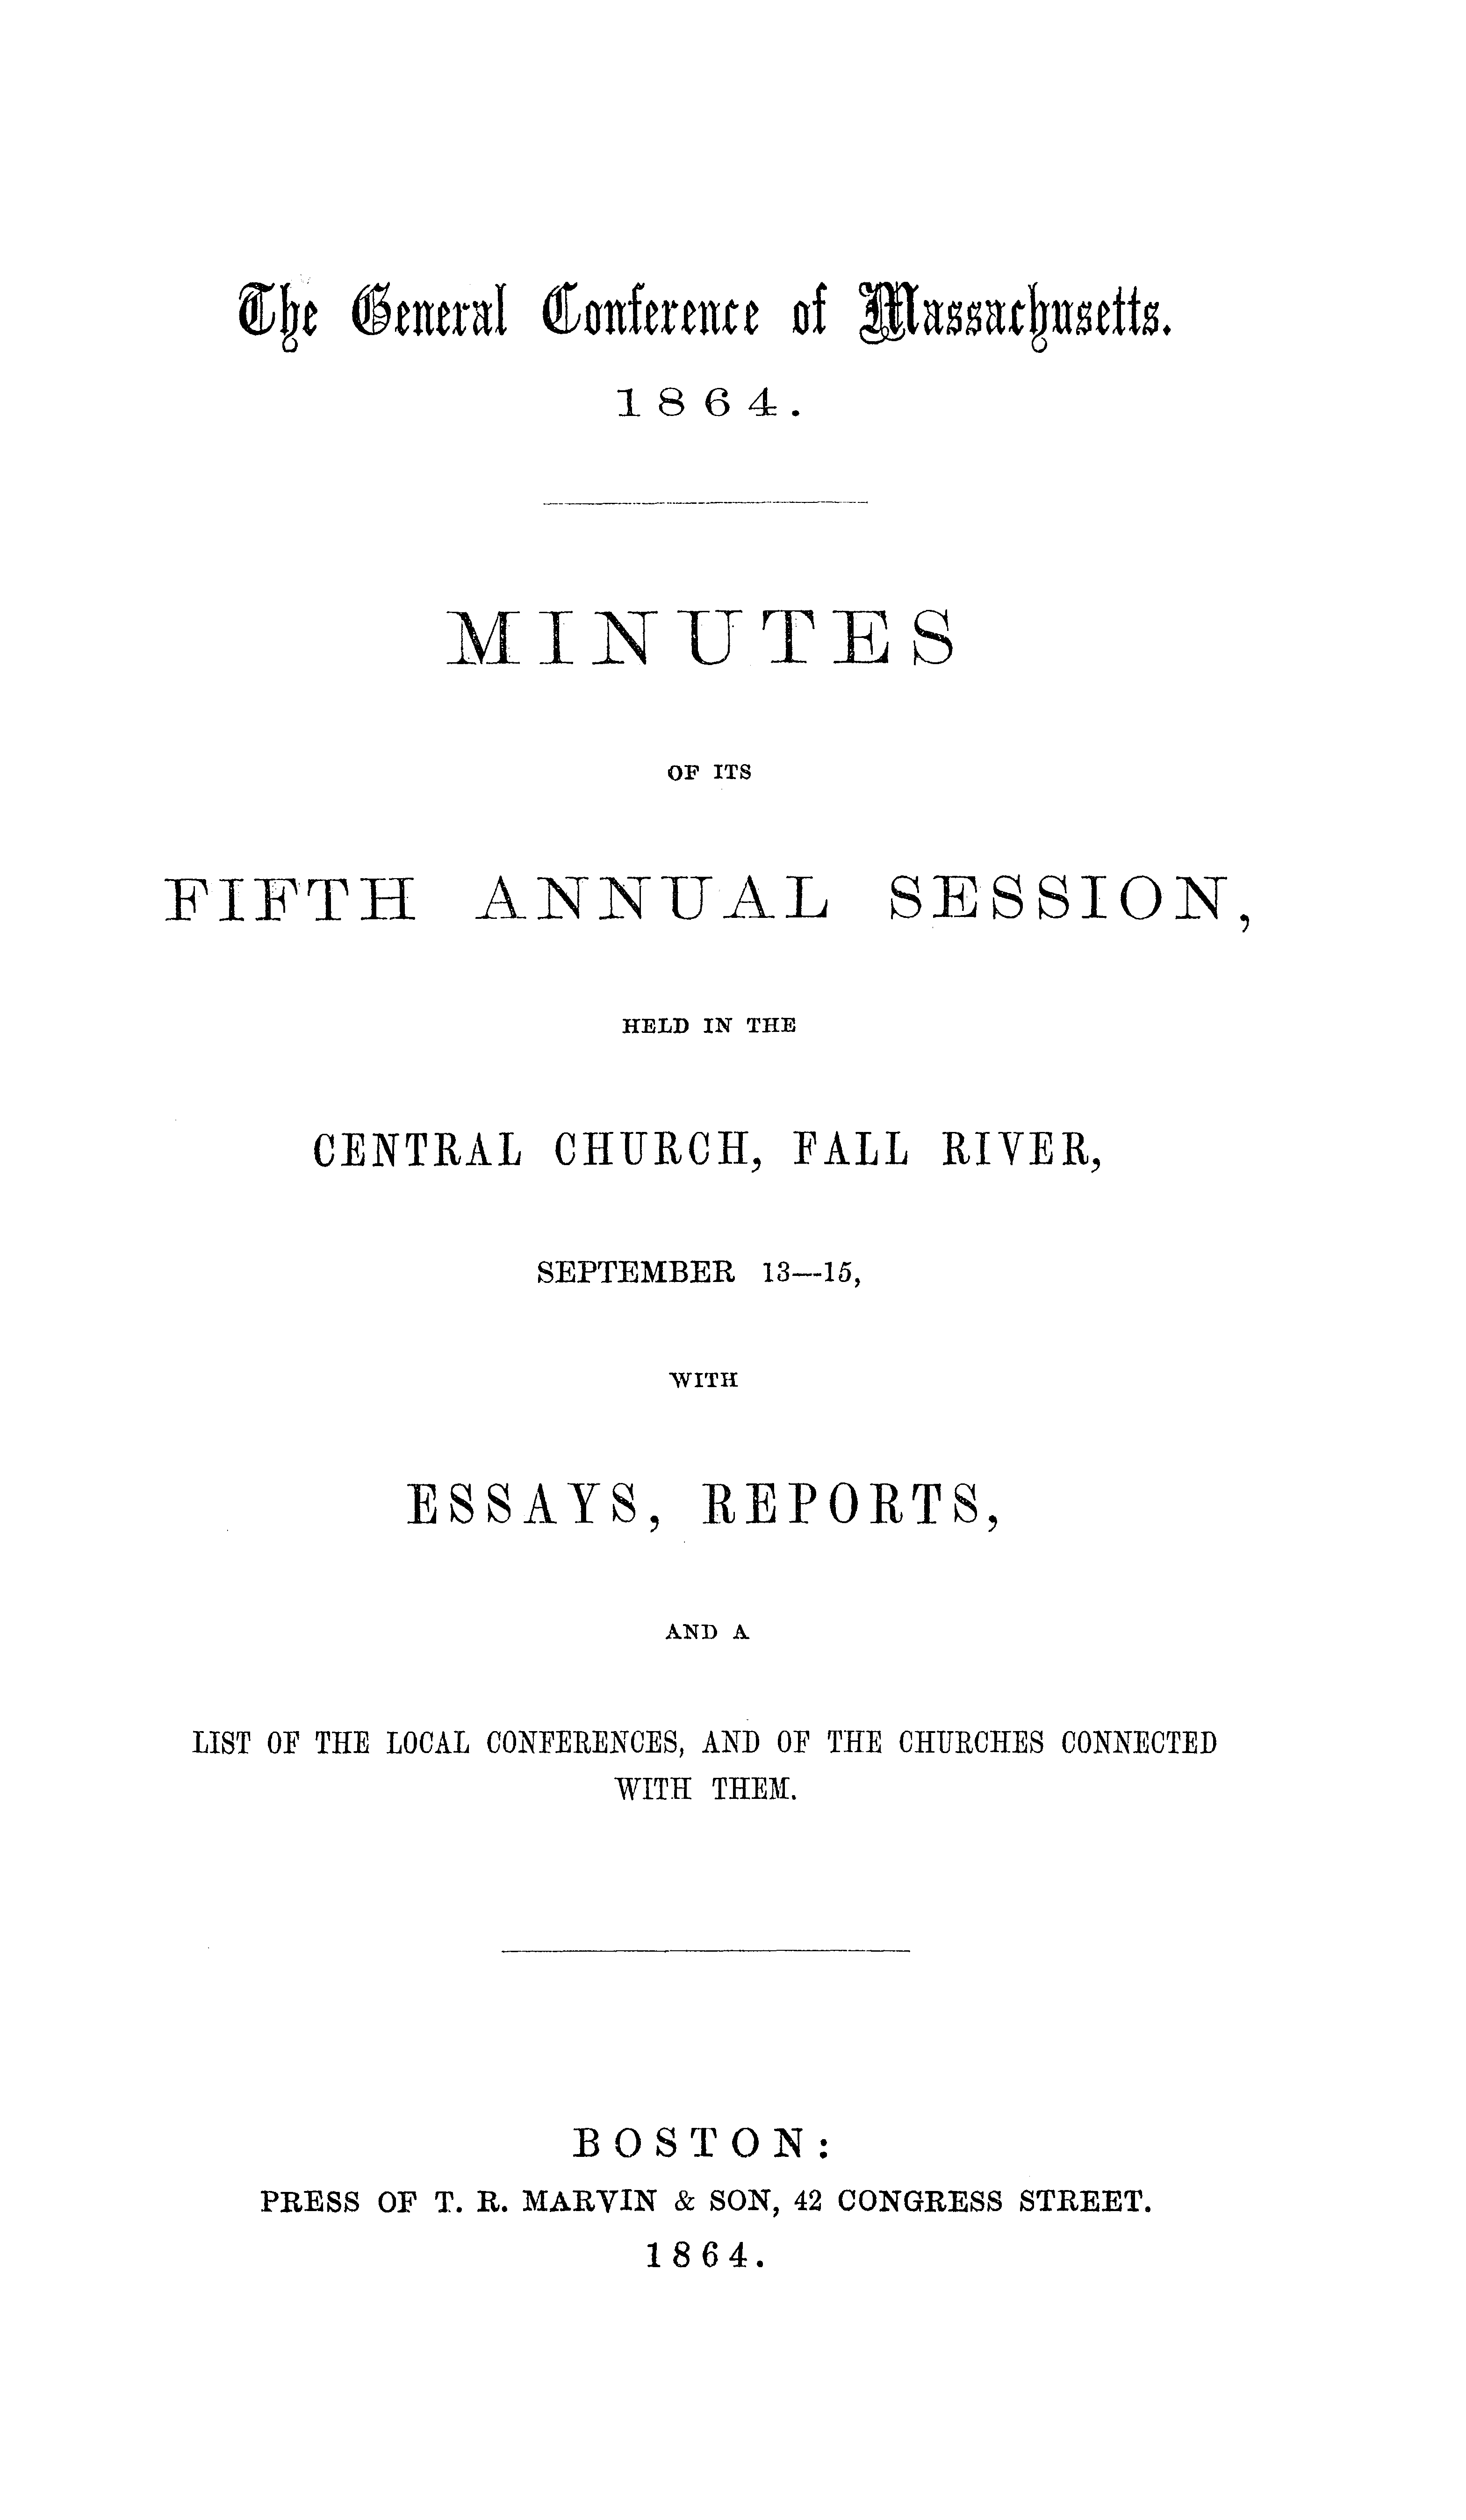 The General Conference of Massachusetts.
1864.
MINUTES
OF ITS
FIFTH ANNUAL SESSION,
HELD IN THE
CENTRAL CHURCH, FALL RIVER,
SEPTEMBER 13—15,
WITH
ESSAYS, REPORTS,
AND A
LIST OF THE LOCAL CONFERENCES, AND OF THE CHURCHES CONNECTED
WITH THEM.
BOSTON:
PRESS OF T. R. MARVIN & SON, 42 CONGRESS STREET.
1864.